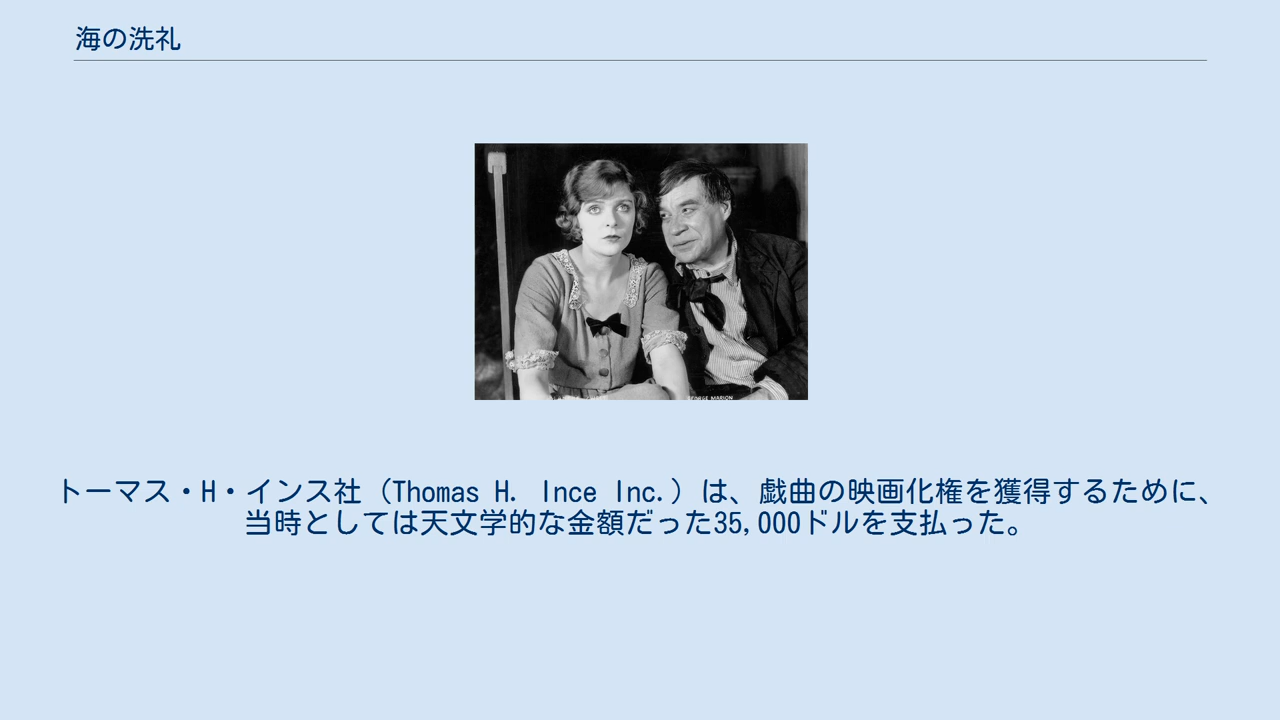 海の洗礼
GEORGE MARION
トーマス・H・インス社（Thomas H. Ince Inc.）は、戯曲の映画化権を獲得するために、
当時としては天文学的な金額だった35,000ドルを支払った。